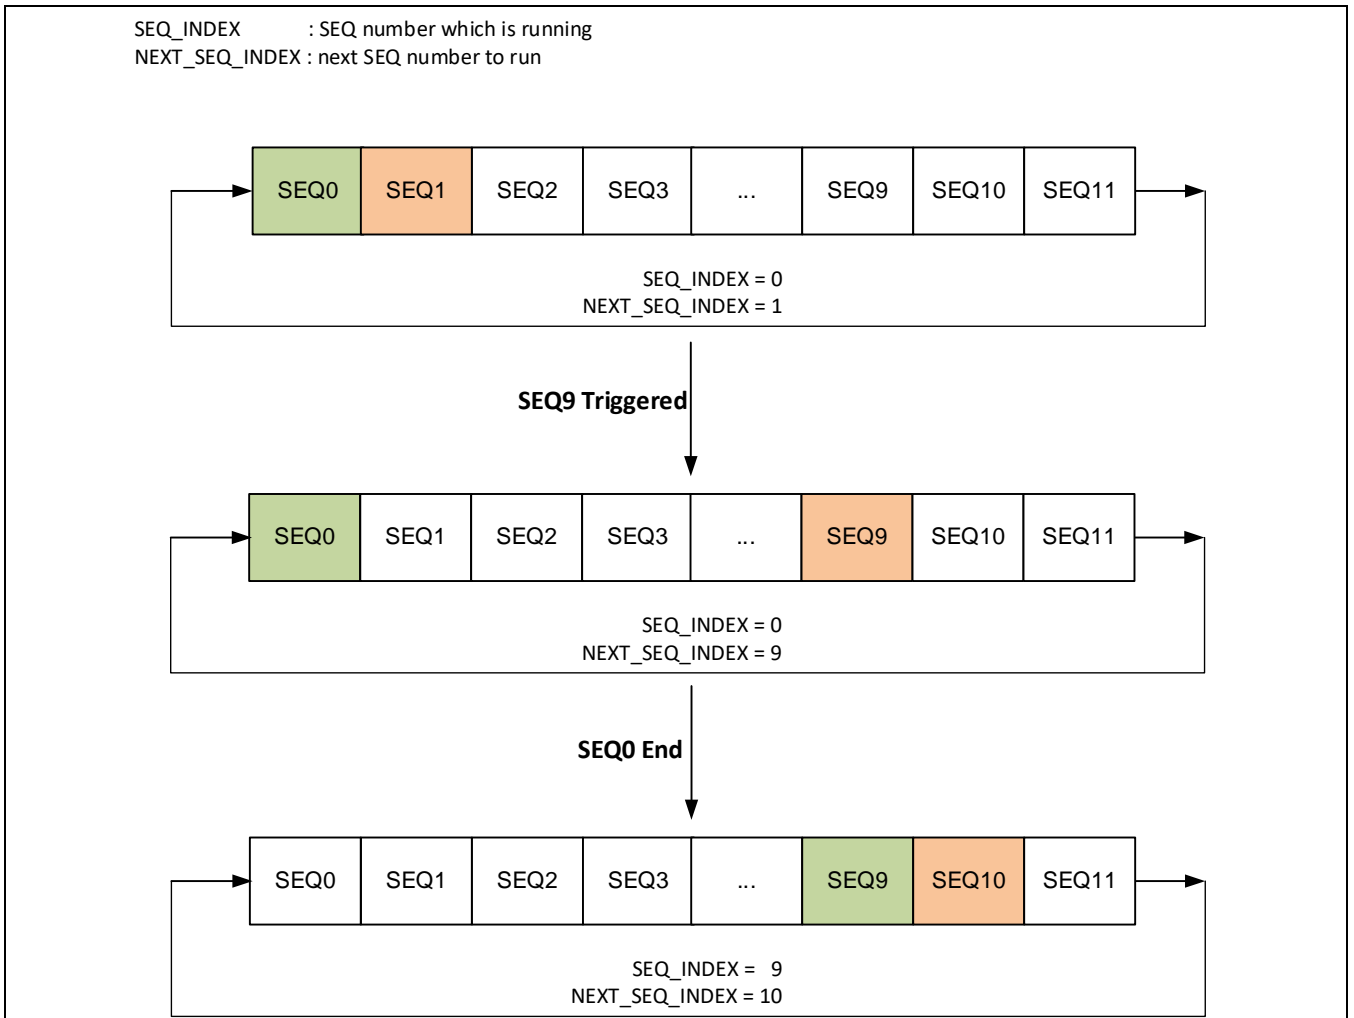 SEQ_INDEX : SEQ number which is running
NEXT_SEQ_INDEX : next SEQ number to run
SEQ0 SEQ1 SEQ2 SEQ3 ... SEQ9 SEQ10 SEQ11
SEQ_INDEX = 0
NEXT_SEQ_INDEX = 1
SEQ9 Triggered
SEQ0 SEQ1 SEQ2 SEQ3 ... SEQ9 SEQ10 SEQ11
SEQ_INDEX = 0
NEXT_SEQ_INDEX = 9
SEQ0 End
SEQ0 SEQ1 SEQ2 SEQ3 ... SEQ9 SEQ10 SEQ11
SEQ_INDEX = 9
NEXT_SEQ_INDEX = 10